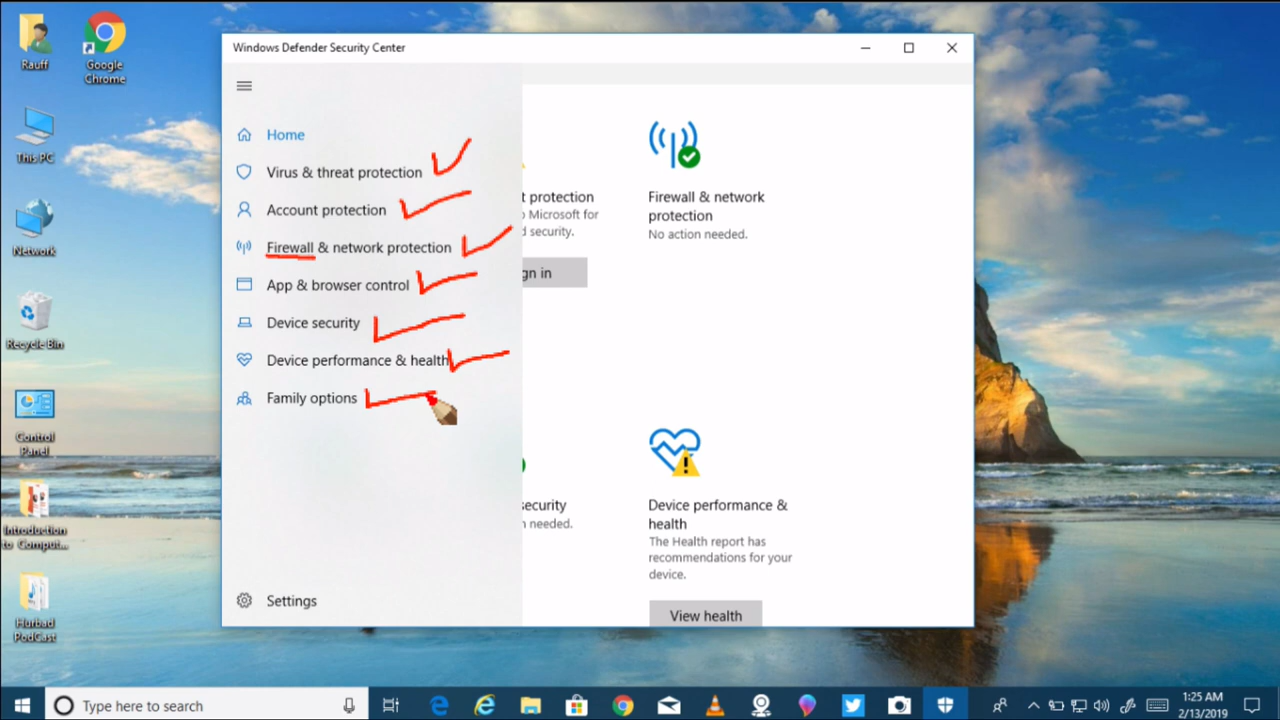 Rauff
Google
Chrome
This PC
Network
Recycle Bin
Control
Panel
Introduction
to Comput...
Hurbad
PodCast
Windows Defender Security Center
Home
Virus & threat protection
Account protection
Firewall & network protection
App & browser control
Device security
Device performance & health
Family options
Settings
t protection
Microsoft for
d security.
gn in
Firewall & network
protection
No action needed.
security
needed.
Device performance &
health
The Health report has
recommendations for your
device.
View health
Type here to search
1:25 AM
2/13/2019